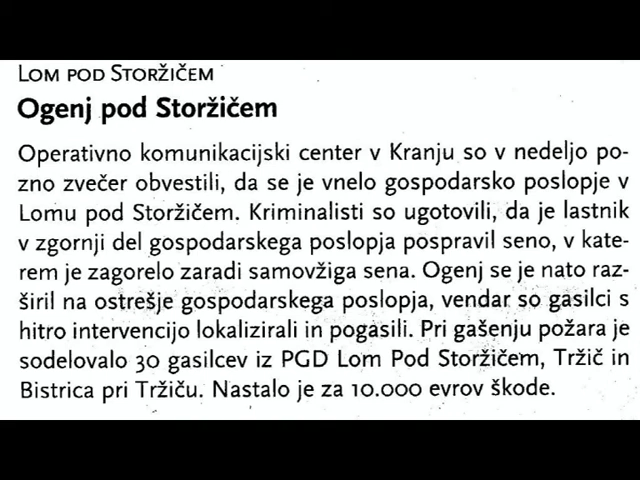 LOM POD STORŽIČEM
Ogenj pod Storžičem
Operativno komunikacijski center v Kranju so v nedeljo po-
zno zvečer obvestili, da se je vnelo gospodarsko poslopje v
Lomu pod Storžičem. Kriminalisti so ugotovili, da je lastnik
v zgornji del gospodarskega poslopja pospravil seno, v kate-
rem je zagorelo zaradi samovžiga sena. Ogenj se je nato raz-
širil na ostrešje gospodarskega poslopja, vendar so gasilci s
hitro intervencijo lokalizirali in pogasili. Pri gašenju požara je
sodelovalo 30 gasilcev iz PGD Lom Pod Storžičem, Tržič in
Bistrica pri Tržiču. Nastalo je za 10.000 evrov škode.